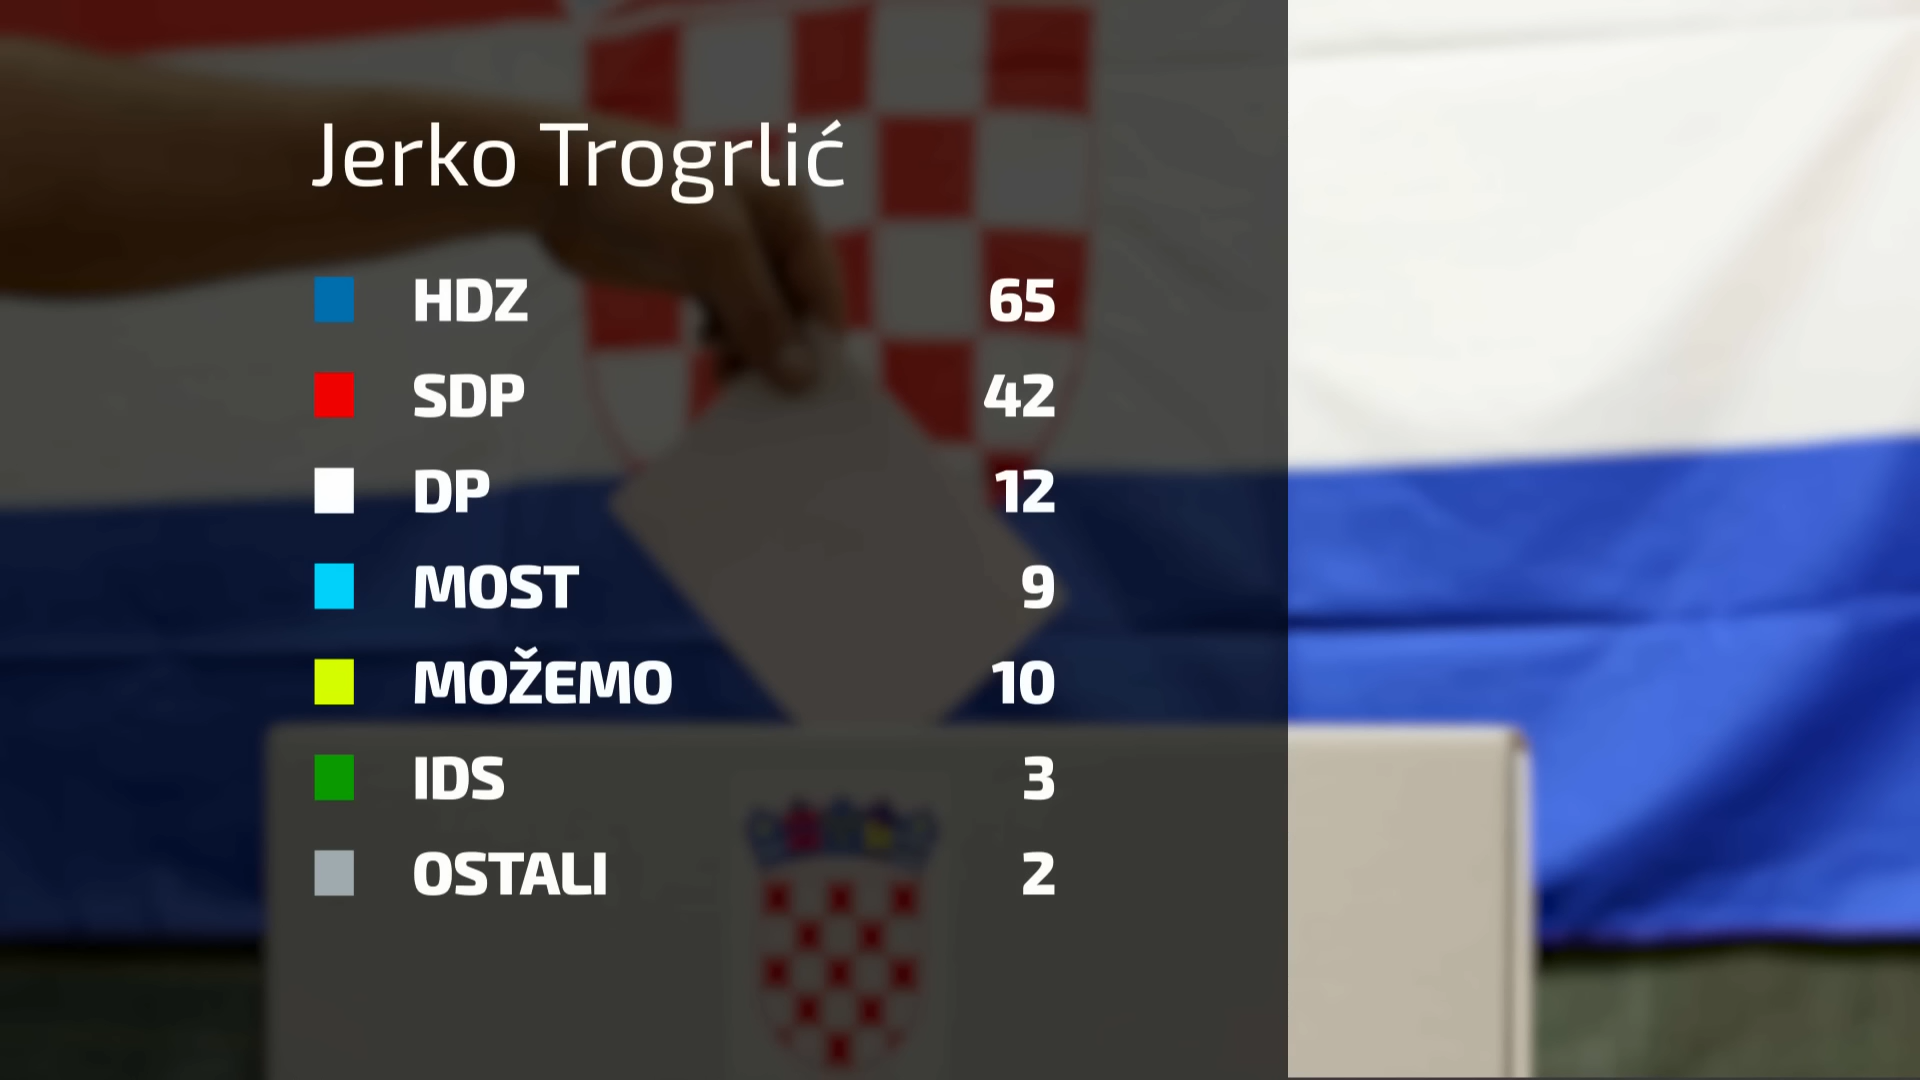 Jerko Trogrlić
HDZ 65
SDP 42
DP 12
MOST 9
MOŽEMO 10
IDS 3
OSTALI 2